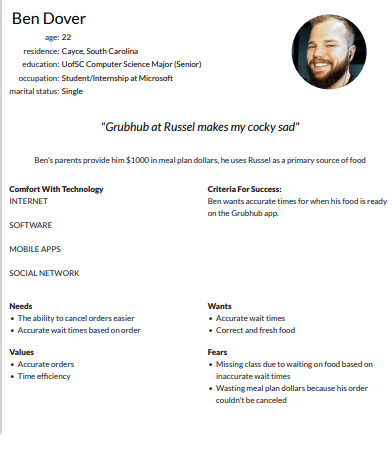 Ben Dover
age: 22
residence: Cayce, South Carolina
education: UofSC Computer Science Major (Senior)
occupation: Student/Internship at Microsoft
marital status: Single
"Grubhub at Russel makes my cocky sad"
Ben's parents provide him $1000 in meal plan dollars, he uses Russel as a primary source of food
Comfort With Technology
INTERNET
SOFTWARE
MOBILE APPS
SOCIAL NETWORK
Criteria For Success:
Ben wants accurate times for when his food is ready
on the Grubhub app.
Needs
• The ability to cancel orders easier
• Accurate wait times based on order
Wants
• Accurate wait times
• Correct and fresh food
Values
• Accurate orders
• Time efficiency
Fears
• Missing class due to waiting on food based on
inaccurate wait times
• Wasting meal plan dollars because his order
couldn't be canceled